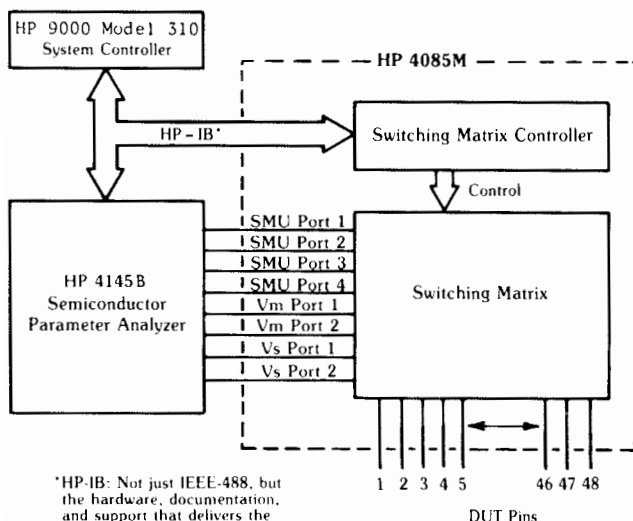 HP 9000 Model 310
System Controller
HP 4085M
HP-IB*
Switching Matrix Controller
Control
HP 4145B
Semiconductor
Parameter Analyzer
SMU Port 1
SMU Port 2
SMU Port 3
SMU Port 4
Vm Port 1
Vm Port 2
Vs Port 1
Vs Port 2
Switching Matrix
1 2 3 4 5 46 47 48
DUT Pins
*HP-IB: Not just IEEE-488, but
the hardware, documentation,
and support that delivers the